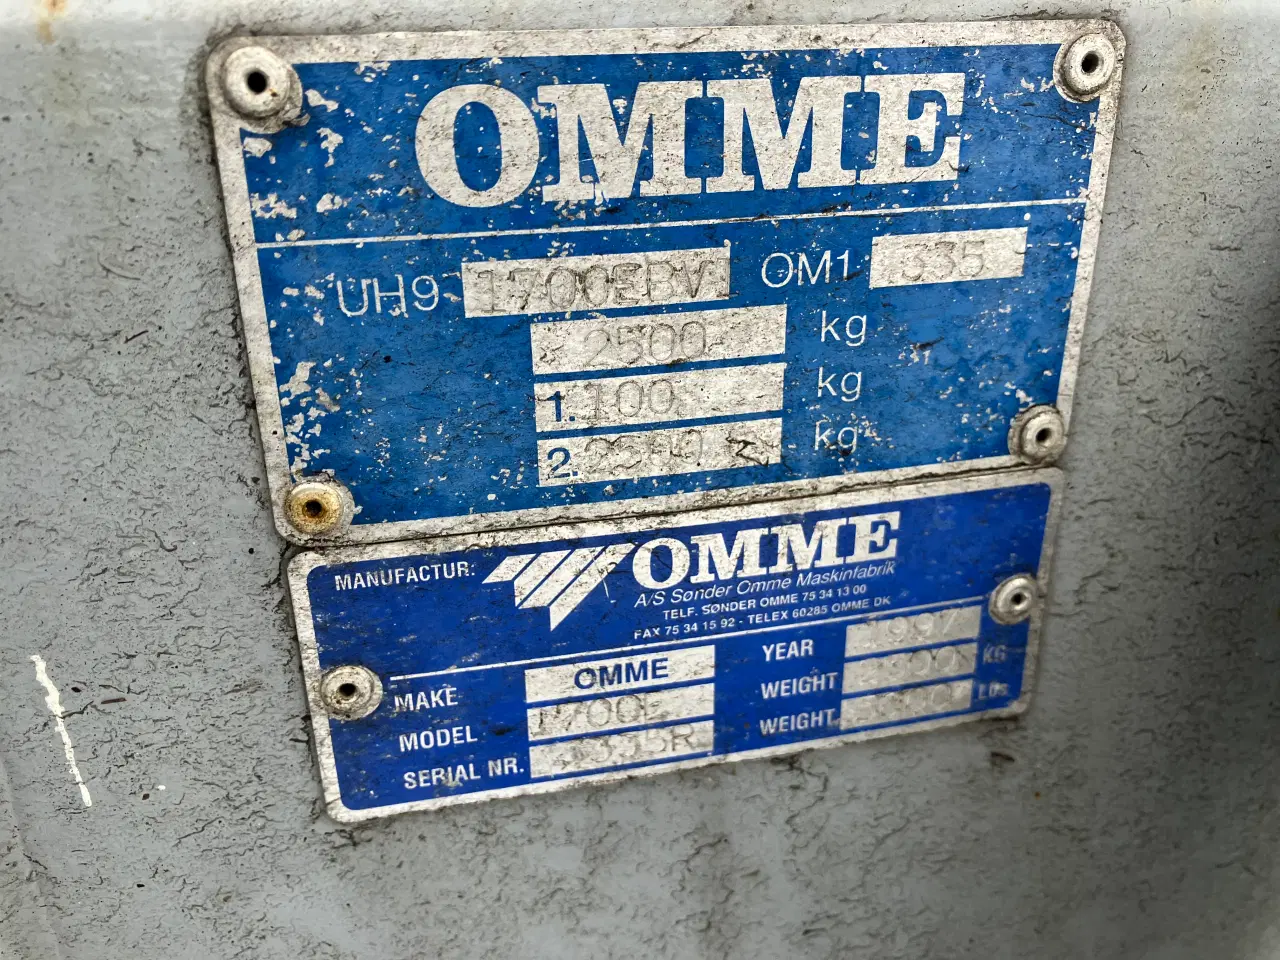 OMME
UH9 1700EBV OM1 335
2500 kg
1. 100 kg
2. kg
MANUFACTUR: OMME
A/S Sønder Omme Maskinfabrik
TELF. SØNDER OMME 75 34 13 00
FAX 75 34 15 92 - TELEX 60285 OMME DK
MAKE OMME YEAR 1997
MODEL WEIGHT KG
SERIAL NR. WEIGHT LBS